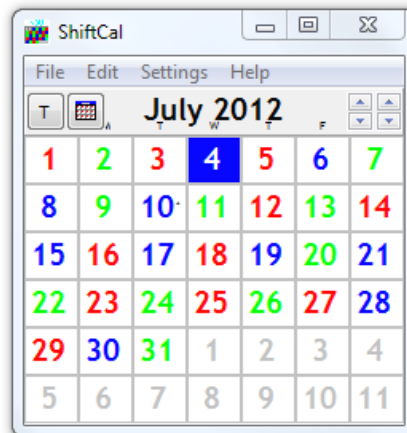 ShiftCal
File Edit Settings Help
T July 2012
M T W T F
1 2 3 4 5 6 7
8 9 10 11 12 13 14
15 16 17 18 19 20 21
22 23 24 25 26 27 28
29 30 31 1 2 3 4
5 6 7 8 9 10 11